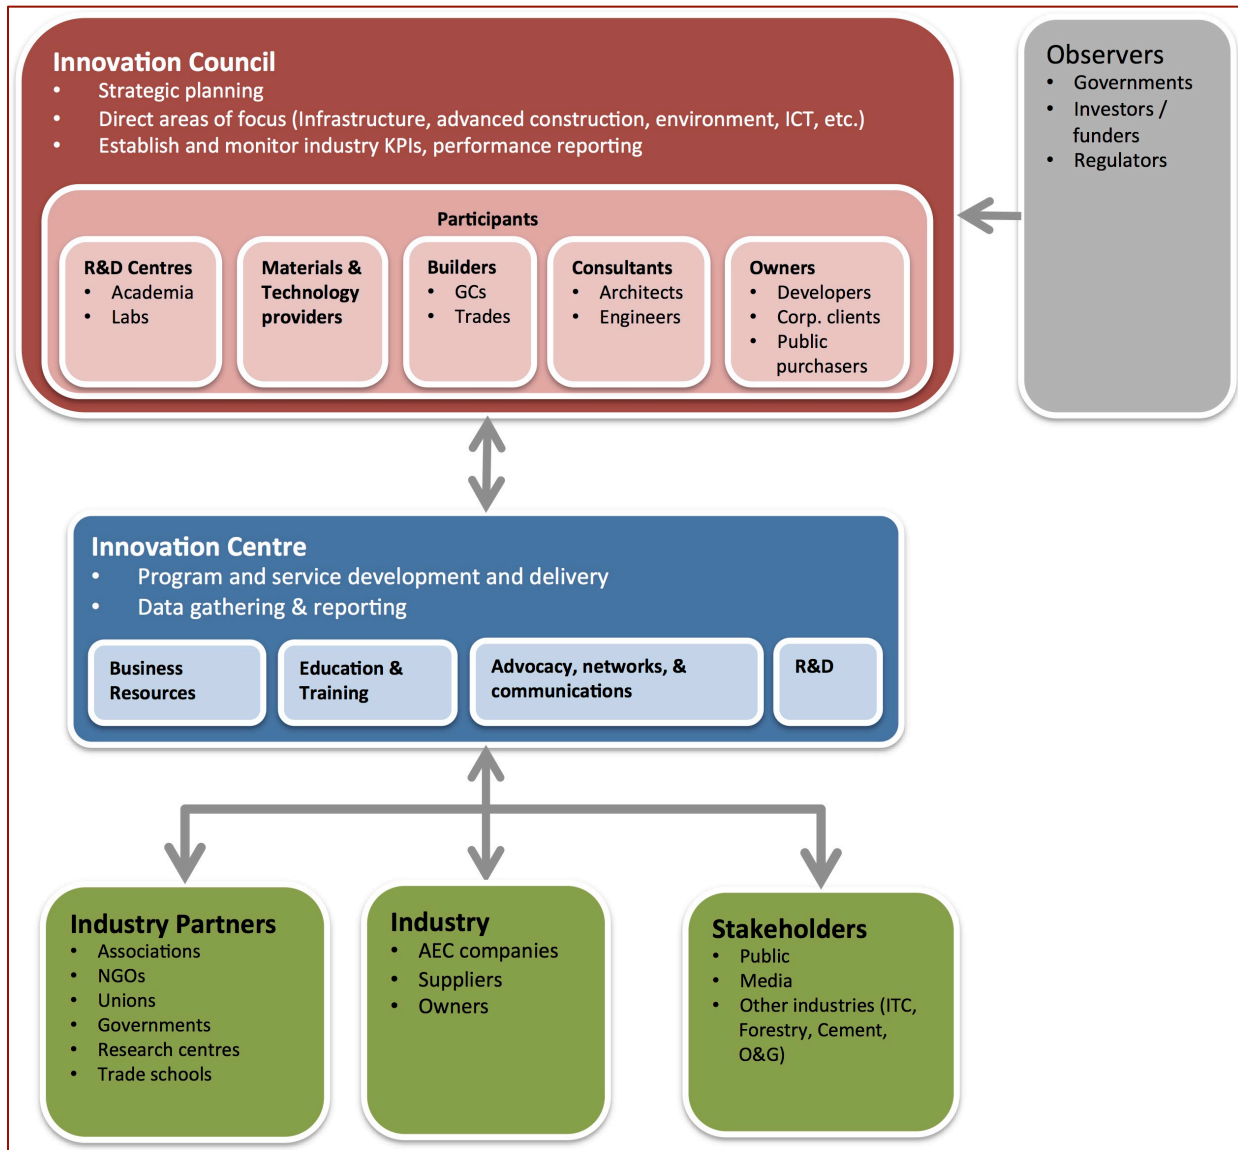 Innovation Council
• Strategic planning
• Direct areas of focus (Infrastructure, advanced construction, environment, ICT, etc.)
• Establish and monitor industry KPIs, performance reporting
Participants
R&D Centres
• Academia
• Labs
Materials &
Technology
providers
Builders
• GCs
• Trades
Consultants
• Architects
• Engineers
Owners
• Developers
• Corp. clients
• Public
purchasers
Observers
• Governments
• Investors /
funders
• Regulators
Innovation Centre
• Program and service development and delivery
• Data gathering & reporting
Business
Resources
Education &
Training
Advocacy, networks, &
communications
R&D
Industry Partners
• Associations
• NGOs
• Unions
• Governments
• Research centres
• Trade schools
Industry
• AEC companies
• Suppliers
• Owners
Stakeholders
• Public
• Media
• Other industries (ITC,
Forestry, Cement,
O&G)